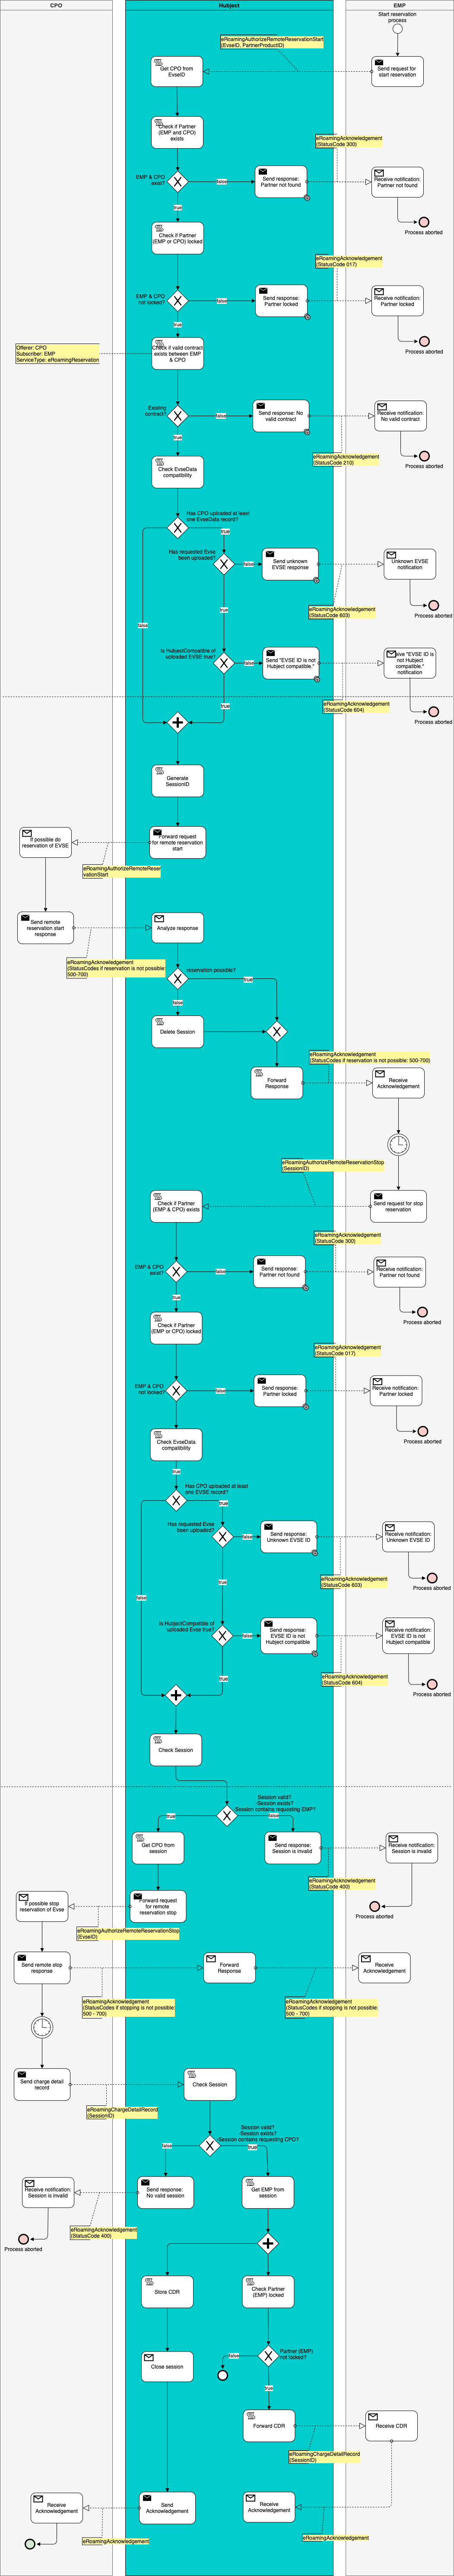 CPO
Hubject
EMP
Start reservation
process
eRoamingAuthorizeRemoteReservationStart
(EvseID, PartnerProductID)
Get CPO from
EvseID
Send request for
start reservation
Check if Partner
(EMP and CPO)
exists
eRoamingAcknowledgement
(StatusCode 300)
EMP & CPO
exist?
false
Send response:
Partner not found
Receive notification:
Partner not found
true
Process aborted
Check if Partner
(EMP or CPO) locked
eRoamingAcknowledgement
(StatusCode 017)
EMP & CPO
not locked?
false
Send response:
Partner locked
Receive notification:
Partner locked
true
Process aborted
Offerer: CPO
Subscriber: EMP
ServiceType: eRoamingReservation
Check if valid contract
exists between EMP
& CPO
Existing
contract?
false
Send response: No
valid contract
Receive notification:
No valid contract
true
eRoamingAcknowledgement
(StatusCode 210)
Process aborted
Check EvseData
compatibility
Has CPO uploaded at least
one EvseData record?
true
Has requested Evse
been uploaded?
false
Send unknown
EVSE response
Unknown EVSE
notification
true
eRoamingAcknowledgement
(StatusCode 603)
Process aborted
false
Is HubjectCompatible of
uploaded EVSE true?
false
Send "EVSE ID is not
Hubject compatible."
eive "EVSE ID is
not Hubject
compatible."
notification
true
eRoamingAcknowledgement
(StatusCode 604)
Process aborted
Generate
SessionID
If possible do
reservation of EVSE
Forward request
for remote reservation
start
eRoamingAuthorizeRemoteReser
vationStart
Send remote
reservation start
response
Analyze response
eRoamingAcknowledgement
(StatusCodes if reservation is not possible:
500-700)
reservation possible?
true
false
Delete Session
eRoamingAcknowledgement
(StatusCodes if reservation is not possible: 500-700)
Forward
Response
Receive
Acknowledgement
eRoamingAuthorizeRemoteReservationStop
(SessionID)
Check if Partner
(EMP & CPO) exists
Send request for stop
reservation
eRoamingAcknowledgement
(StatusCode 300)
EMP & CPO
exist?
false
Send response:
Partner not found
Receive notification:
Partner not found
true
Process aborted
Check if Partner
(EMP or CPO) locked
eRoamingAcknowledgement
(StatusCode 017)
EMP & CPO
not locked?
false
Send response:
Partner locked
Receive notification:
Partner locked
Process aborted
Check EvseData
compatibility
true
Has CPO uploaded at least
one EVSE record?
true
Has requested Evse
been uploaded?
false
Send response:
Unknown EVSE ID
Receive notification:
Unknown EVSE ID
true
eRoamingAcknowledgement
(StatusCode 603)
Process aborted
false
Is HubjectCompatible of
uploaded Evse true?
false
Send response:
EVSE ID is not
Hubject compatible
Receive notification:
EVSE ID is not
Hubject compatible
true
eRoamingAcknowledgement
(StatusCode 604)
Process aborted
Check Session
Session valid?
-Session exists?
-Session contains requesting EMP?
true
false
Get CPO from
session
Send response:
Session is invalid
Receive notification:
Session is invalid
eRoamingAcknowledgement
(StatusCode 400)
Process aborted
If possible stop
reservation of Evse
Forward request
for remote
reservation stop
eRoamingAuthorizeRemoteReservationStop
(EvseID)
Send remote stop
response
Forward
Response
Receive
Acknowledgement
eRoamingAcknowledgement
(StatusCodes if stopping is not possible:
500 - 700)
eRoamingAcknowledgement
(StatusCodes if stopping is not possible:
500 - 700)
Send charge detail
record
Check Session
eRoamingChargeDetailRecord
(SessionID)
Session valid?
-Session exists?
-Session contains requesting CPO?
false
true
Receive notification:
Session is invalid
Send response:
No valid session
Get EMP from
session
eRoamingAcknowledgement
(StatusCode 400)
Process aborted
Store CDR
Check Partner
(EMP) locked
Partner (EMP)
not locked?
false
Close session
true
Forward CDR
Receive CDR
eRoamingChargeDetailRecord
(SessionID)
Receive
Acknowledgement
Send
Acknowledgement
Receive
Acknowledgement
eRoamingAcknowledgement
eRoamingAcknowledgement